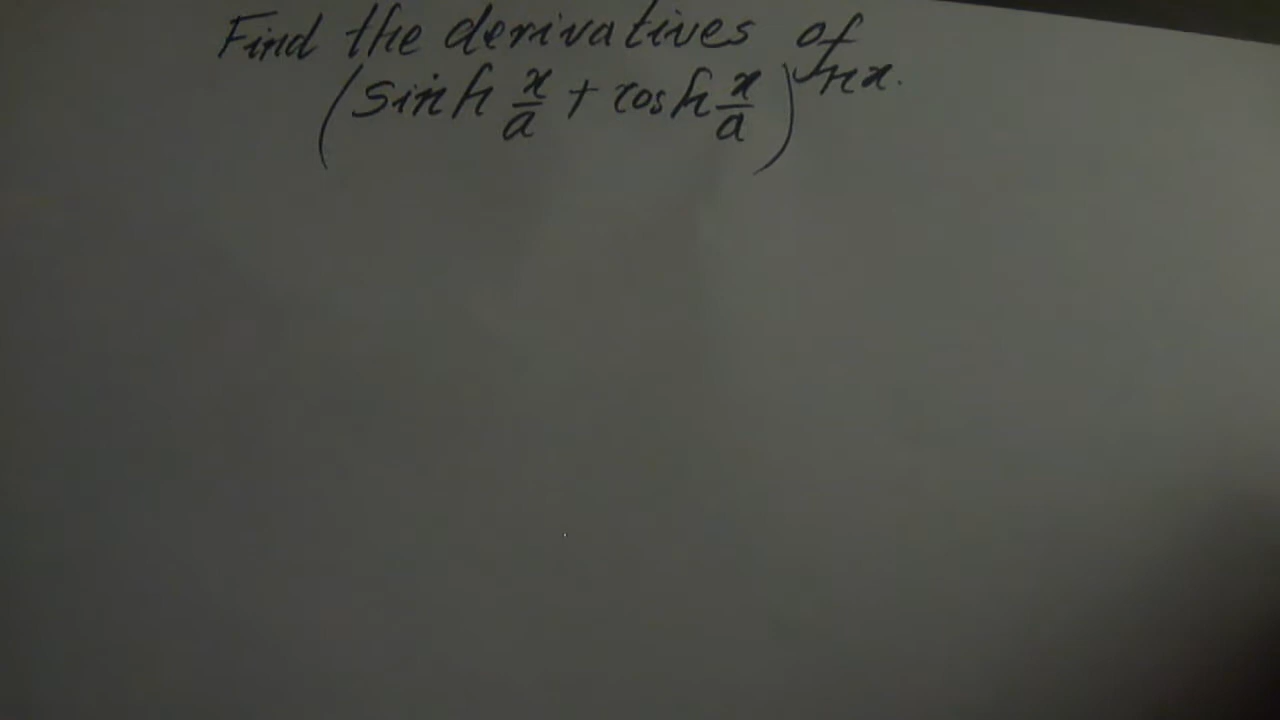 Find the derivatives of
(sinh x/a + cosh x/a)^nx.